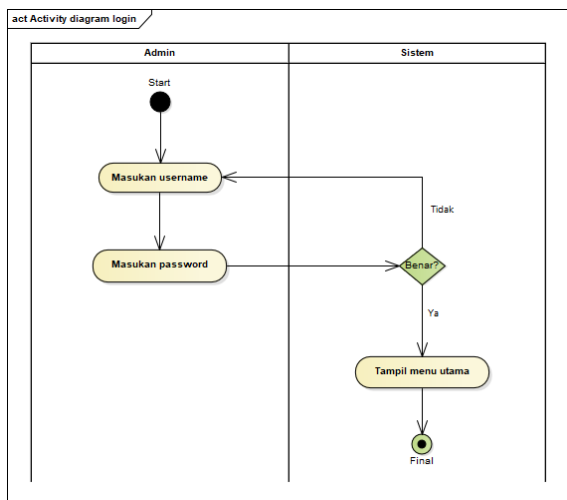 act Activity diagram login
Admin
Sistem
Start
Masukan username
Tidak
Masukan password
Benar?
Ya
Tampil menu utama
Final